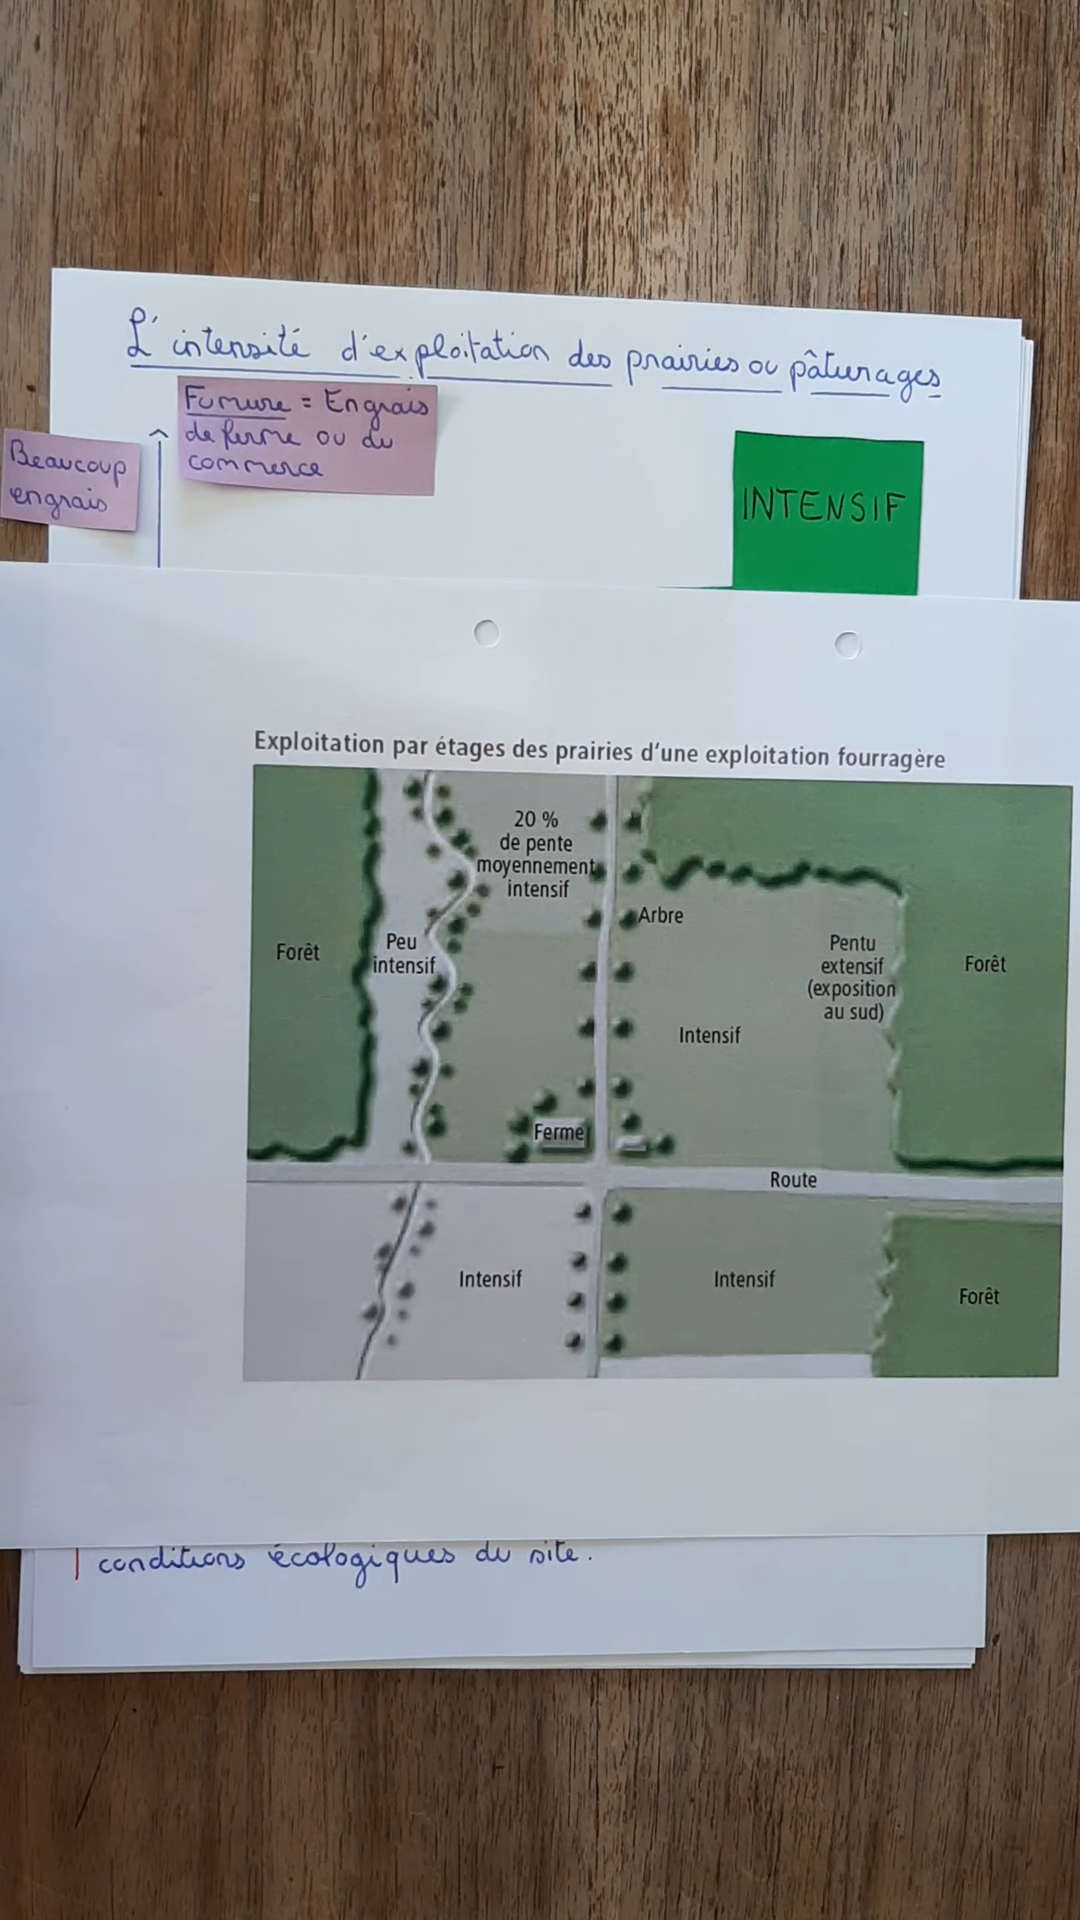 L'intensité d'exploitation des prairies ou pâturages
Fumure = Engrais
de ferme ou du
commerce
Beaucoup
engrais
INTENSIF
Exploitation par étages des prairies d'une exploitation fourragère
20 %
de pente
moyennement
intensif
Arbre
Forêt
Peu
intensif
Pentu
extensif
(exposition
au sud)
Forêt
Intensif
Ferme
Route
Intensif
Intensif
Forêt
conditions écologiques du site.